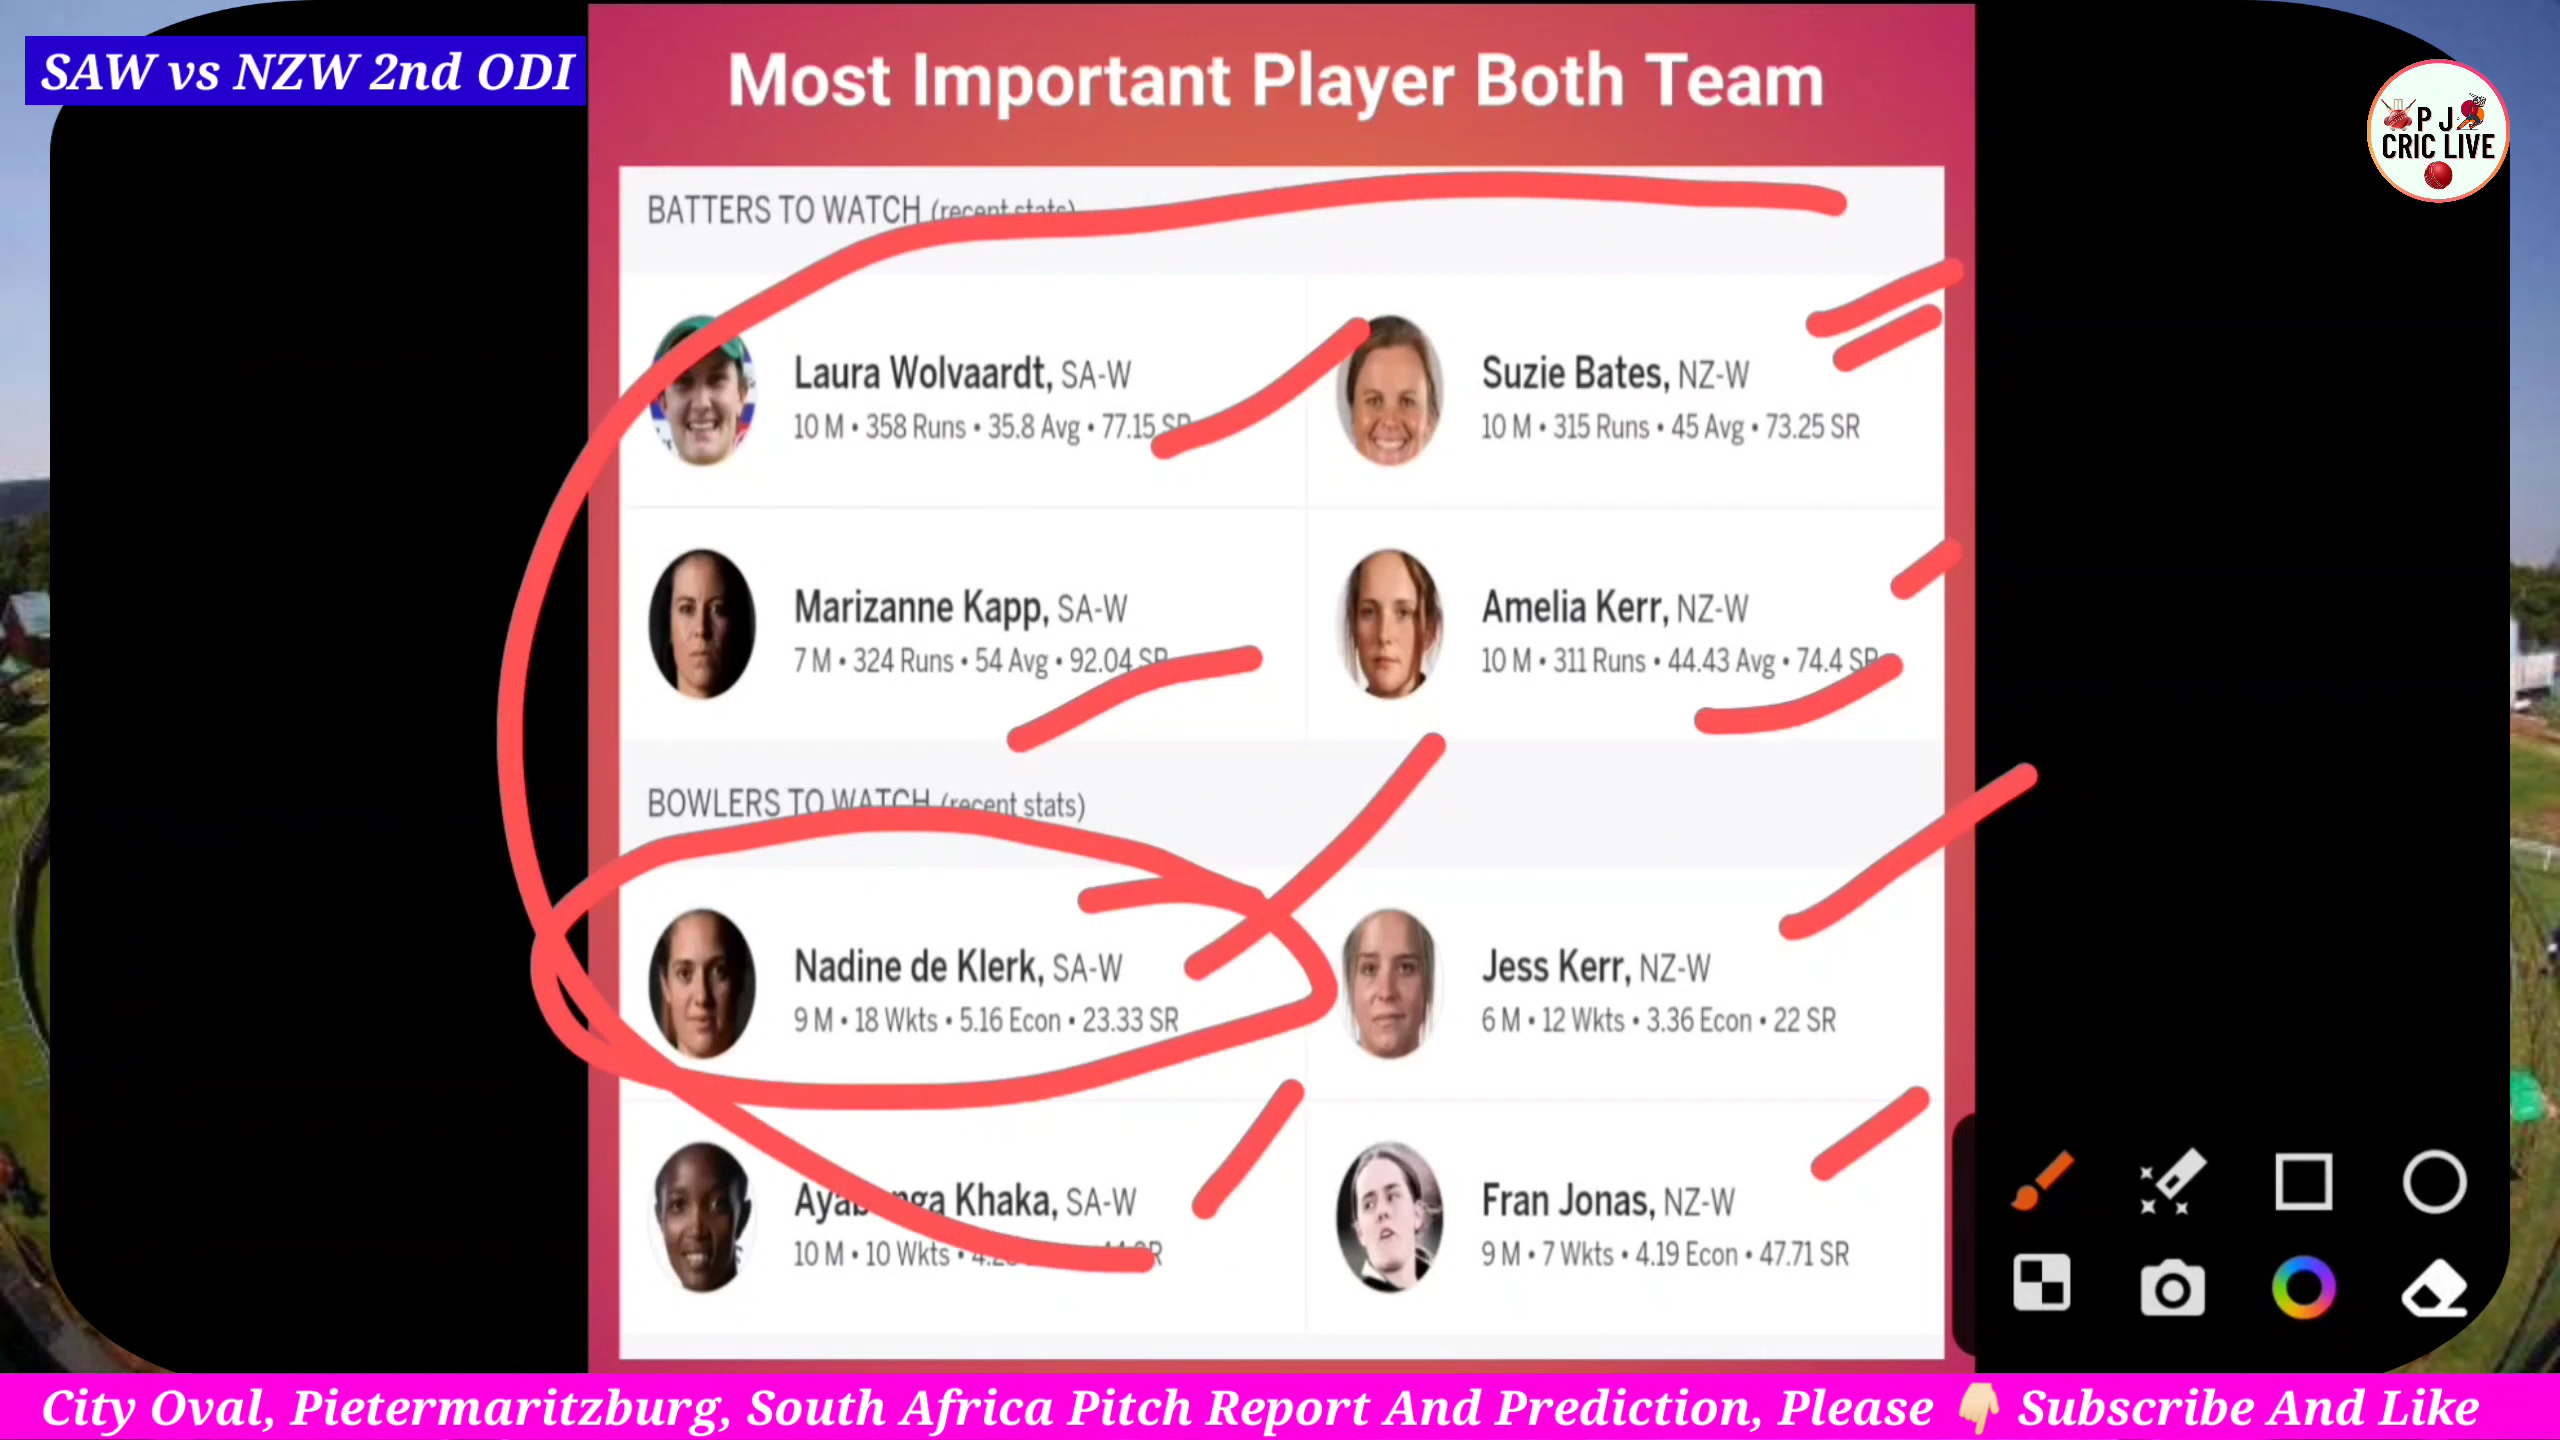 SAW vs NZW 2nd ODI
Most Important Player Both Team
P J
CRIC LIVE
BATTERS TO WATCH (recent stats)
Laura Wolvaardt, SA-W
10 M • 358 Runs • 35.8 Avg • 77.15 SR
Suzie Bates, NZ-W
10 M • 315 Runs • 45 Avg • 73.25 SR
Marizanne Kapp, SA-W
7 M • 324 Runs • 54 Avg • 92.04 SR
Amelia Kerr, NZ-W
10 M • 311 Runs • 44.43 Avg • 74.4 SR
BOWLERS TO WATCH (recent stats)
Nadine de Klerk, SA-W
9 M • 18 Wkts • 5.16 Econ • 23.33 SR
Jess Kerr, NZ-W
6 M • 12 Wkts • 3.36 Econ • 22 SR
Khaka, SA-W
10 M • 10 Wkts •
Fran Jonas, NZ-W
9 M • 7 Wkts • 4.19 Econ • 47.71 SR
City Oval, Pietermaritzburg, South Africa Pitch Report And Prediction, Please 👇🏻 Subscribe And Like